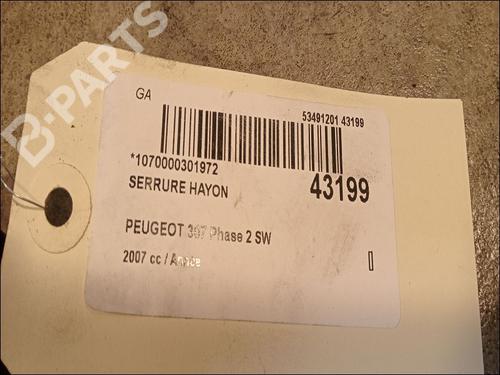 B-PARTS
GA
53491201 43199
*1070000301972
SERRURE HAYON
43199
PEUGEOT 307 Phase 2 SW
2007 cc / Année